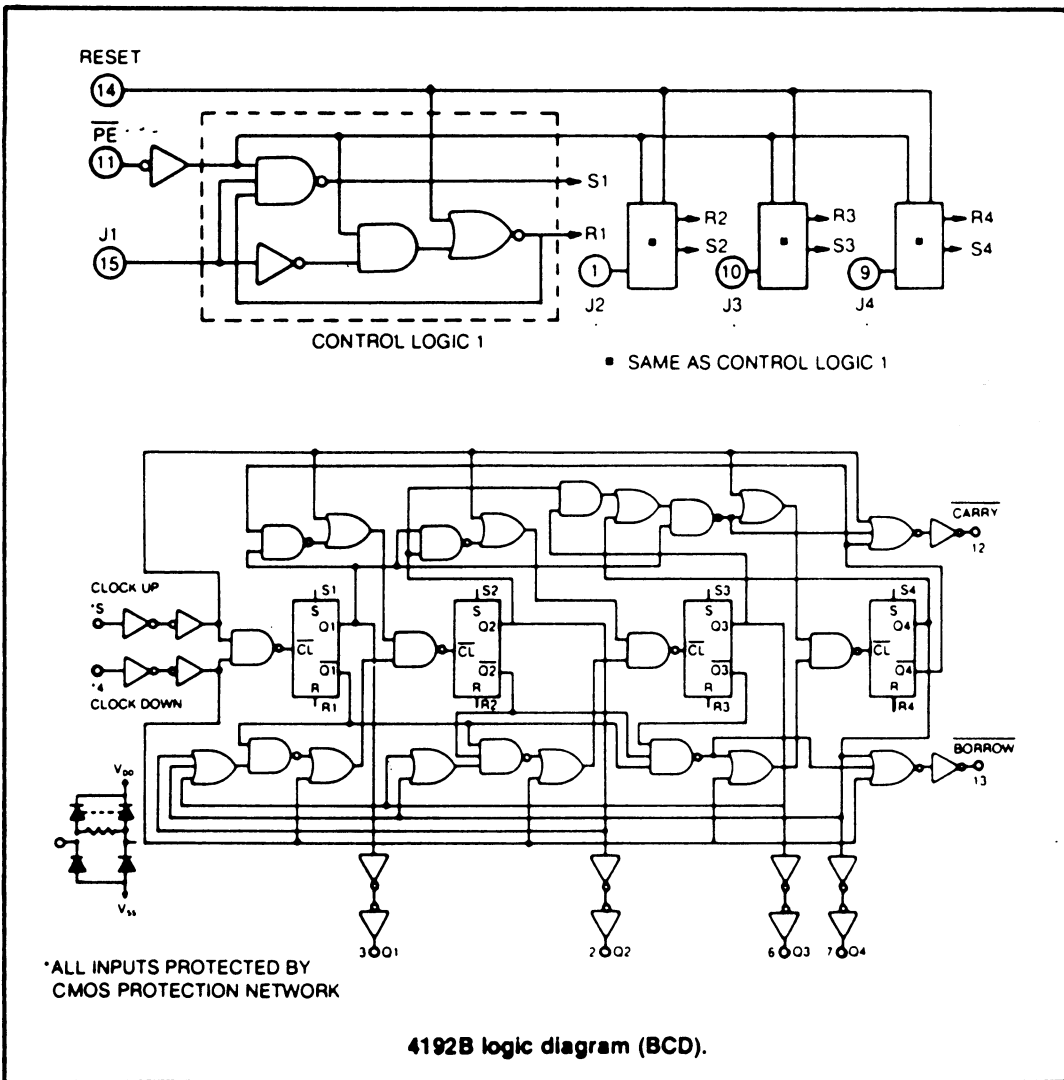 RESET
14
PE
11
J1
15
S1
R1
CONTROL LOGIC 1
R2
S2
1
J2
R3
S3
10
J3
R4
S4
9
J4
▪ SAME AS CONTROL LOGIC 1
CARRY
12
CLOCK UP
*5
*4
CLOCK DOWN
S1
S
Q1
CL
Q1
R
R1
S2
S
Q2
CL
Q2
R
R2
S3
S
Q3
CL
Q3
R
R3
S4
S
Q4
CL
Q4
R
R4
BORROW
13
VDD
VSS
3 Q1
2 Q2
6 Q3
7 Q4
*ALL INPUTS PROTECTED BY
CMOS PROTECTION NETWORK
4192B logic diagram (BCD).